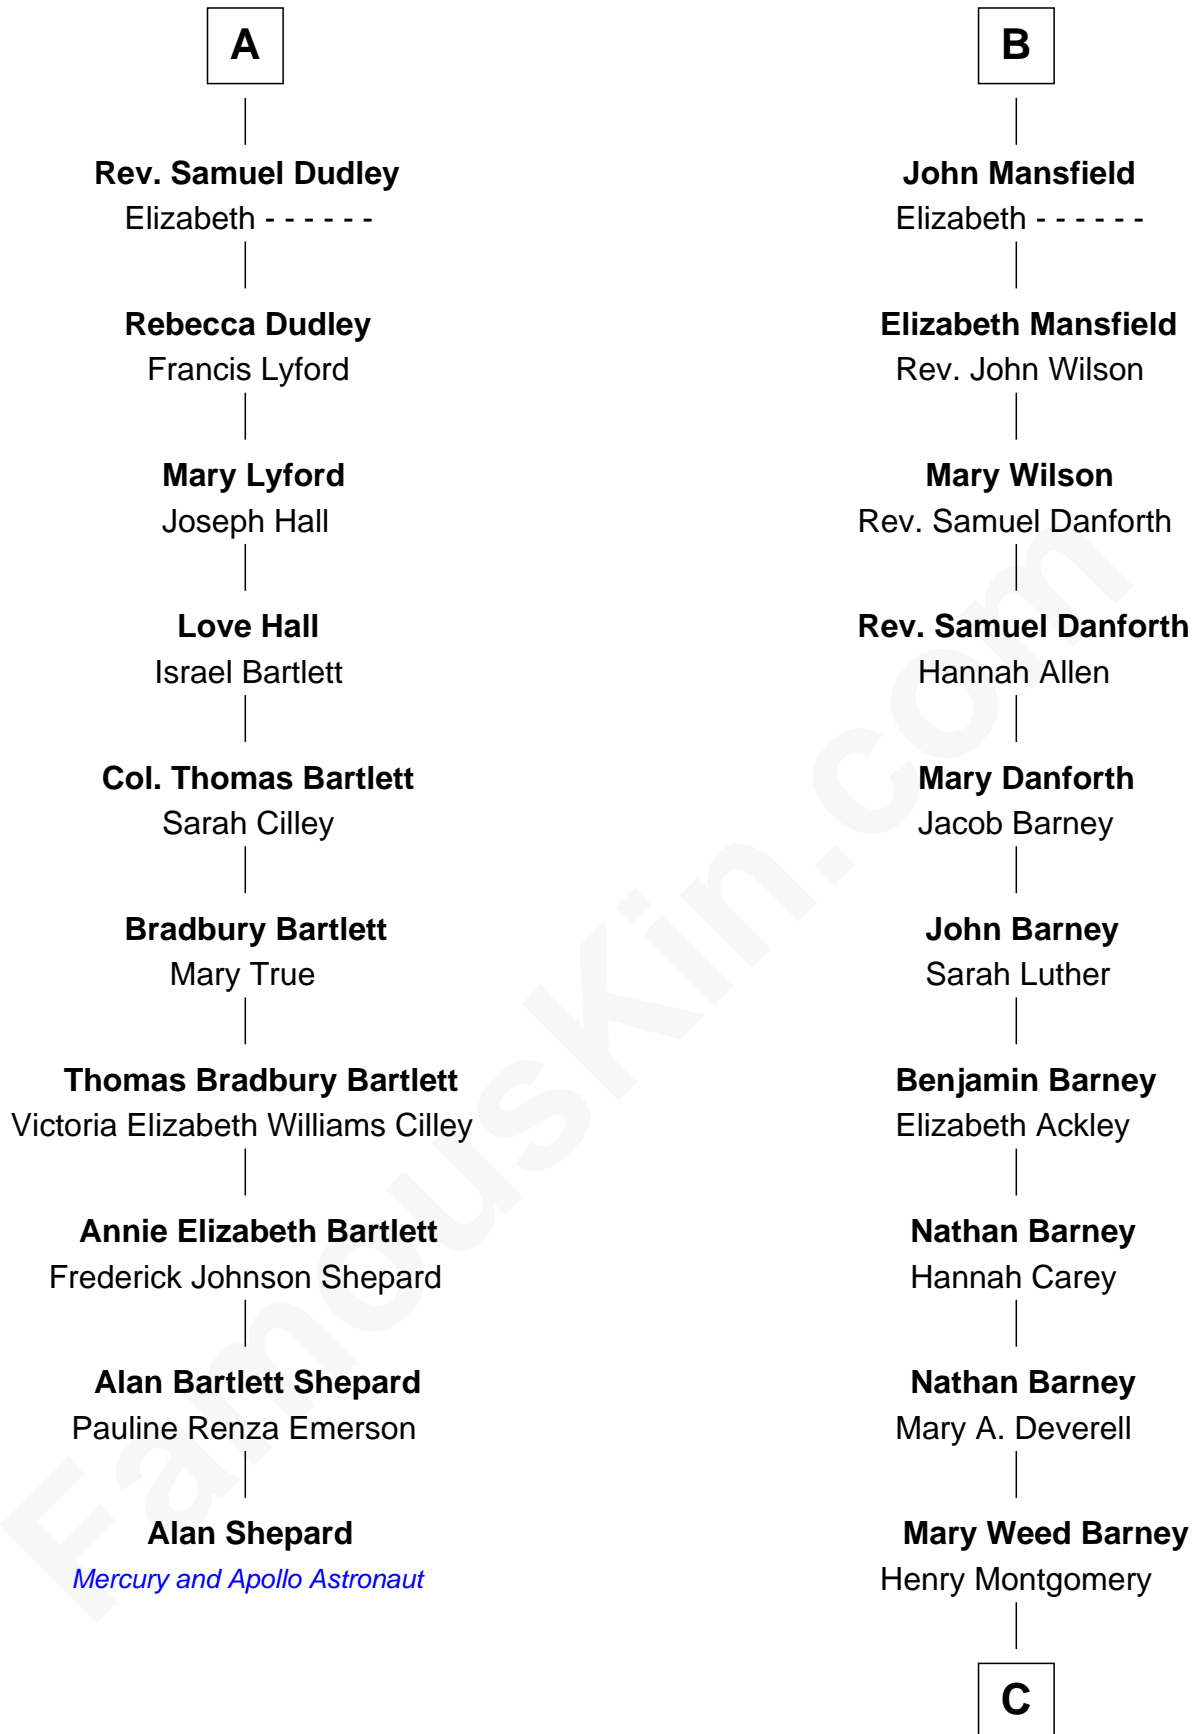 A
Rev. Samuel Dudley
Elizabeth - - - - - -
Rebecca Dudley
Francis Lyford
Mary Lyford
Joseph Hall
Love Hall
Israel Bartlett
Col. Thomas Bartlett
Sarah Cilley
Bradbury Bartlett
Mary True
Thomas Bradbury Bartlett
Victoria Elizabeth Williams Cilley
Annie Elizabeth Bartlett
Frederick Johnson Shepard
Alan Bartlett Shepard
Pauline Renza Emerson
Alan Shepard
Mercury and Apollo Astronaut
B
John Mansfield
Elizabeth - - - - - -
Elizabeth Mansfield
Rev. John Wilson
Mary Wilson
Rev. Samuel Danforth
Rev. Samuel Danforth
Hannah Allen
Mary Danforth
Jacob Barney
John Barney
Sarah Luther
Benjamin Barney
Elizabeth Ackley
Nathan Barney
Hannah Carey
Nathan Barney
Mary A. Deverell
Mary Weed Barney
Henry Montgomery
C
FamousKin.com